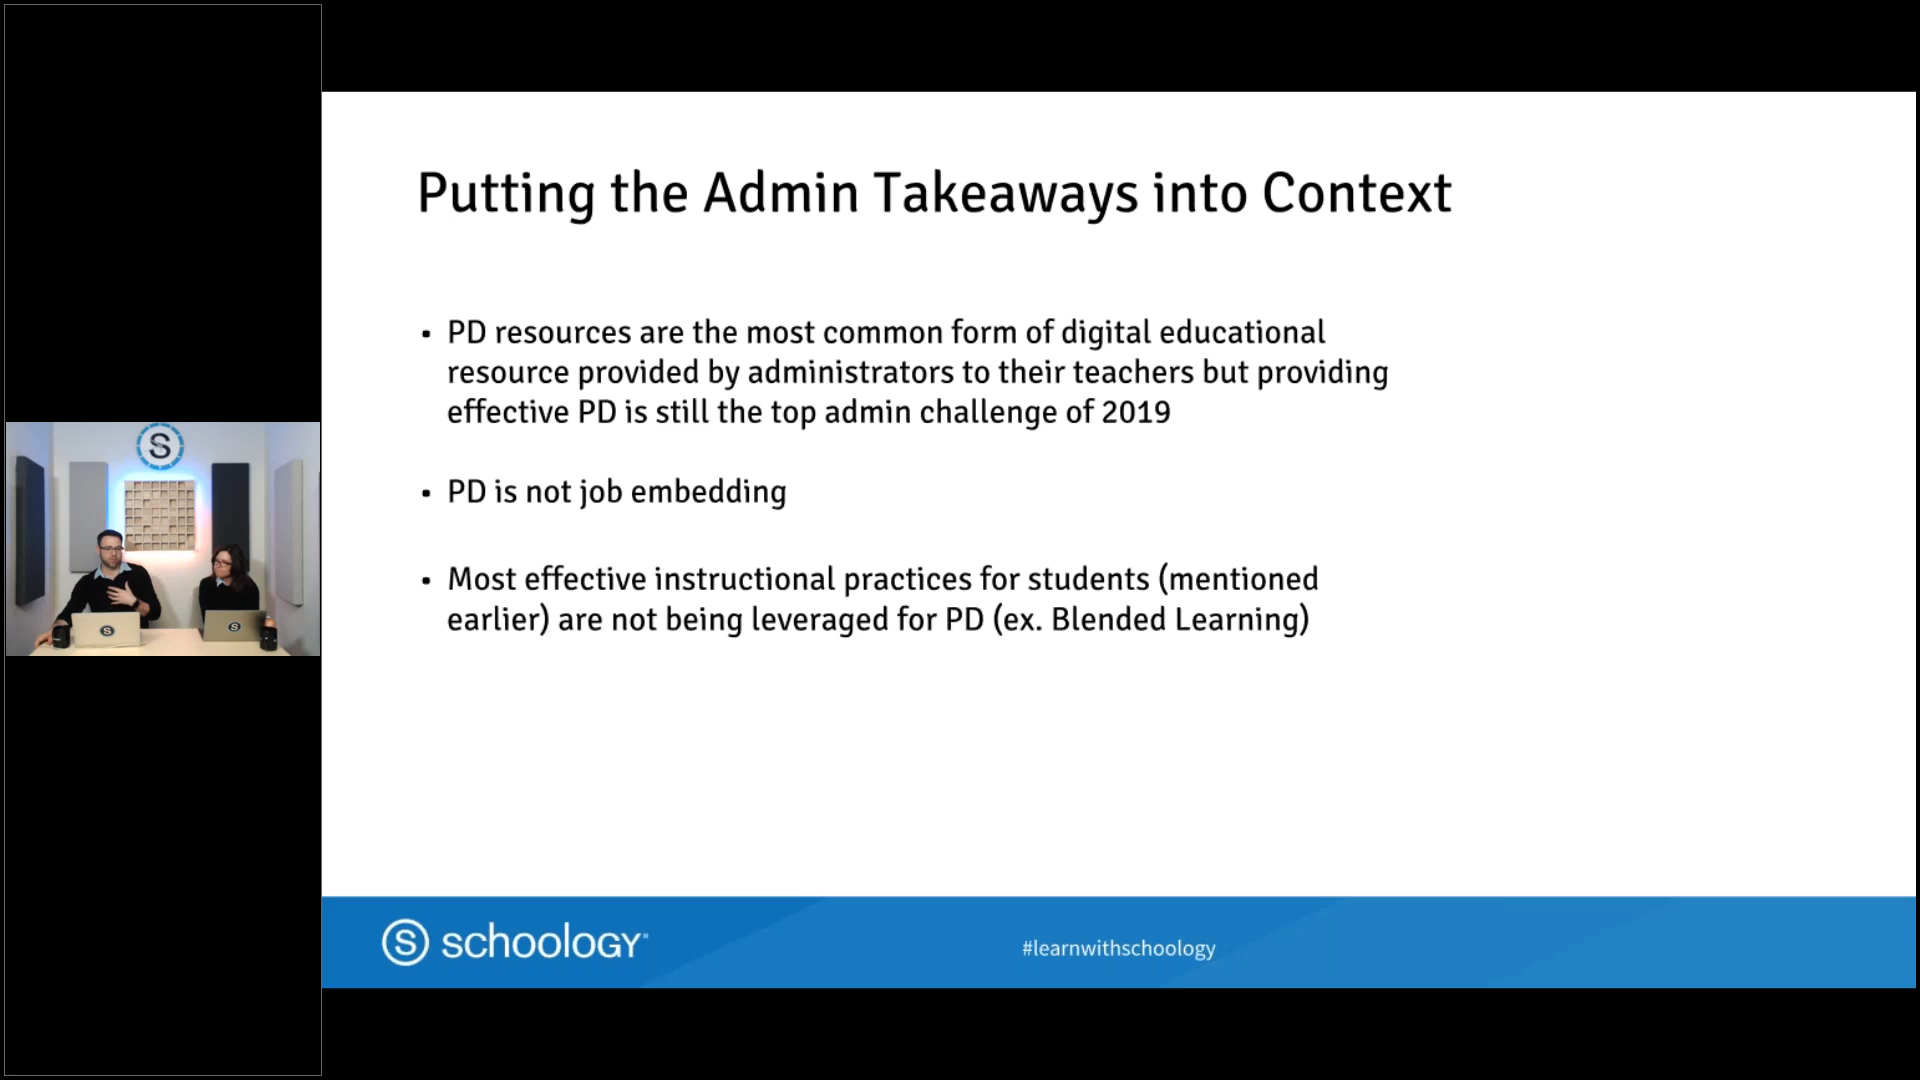 Putting the Admin Takeaways into Context
▪ PD resources are the most common form of digital educational
resource provided by administrators to their teachers but providing
effective PD is still the top admin challenge of 2019
▪ PD is not job embedding
▪ Most effective instructional practices for students (mentioned
earlier) are not being leveraged for PD (ex. Blended Learning)
S
S
S
S schoology®
#learnwithschoology